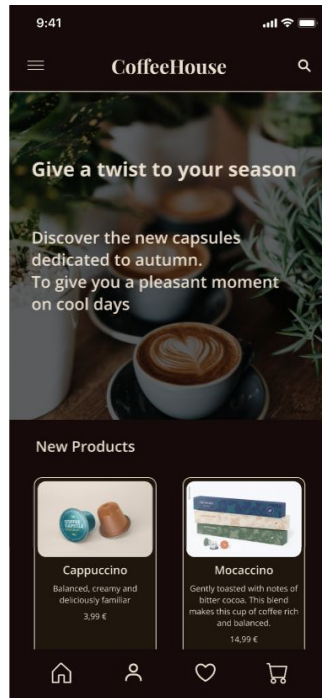 9:41
CoffeeHouse
Give a twist to your season
Discover the new capsules
dedicated to autumn.
To give you a pleasant moment
on cool days
New Products
COFFEE
CAPSULE
Cappuccino
Balanced, creamy and
deliciously familiar
3,99 €
Mocaccino
Gently toasted with notes of
bitter cocoa. This blend
makes this cup of coffee rich
and balanced.
14,99 €